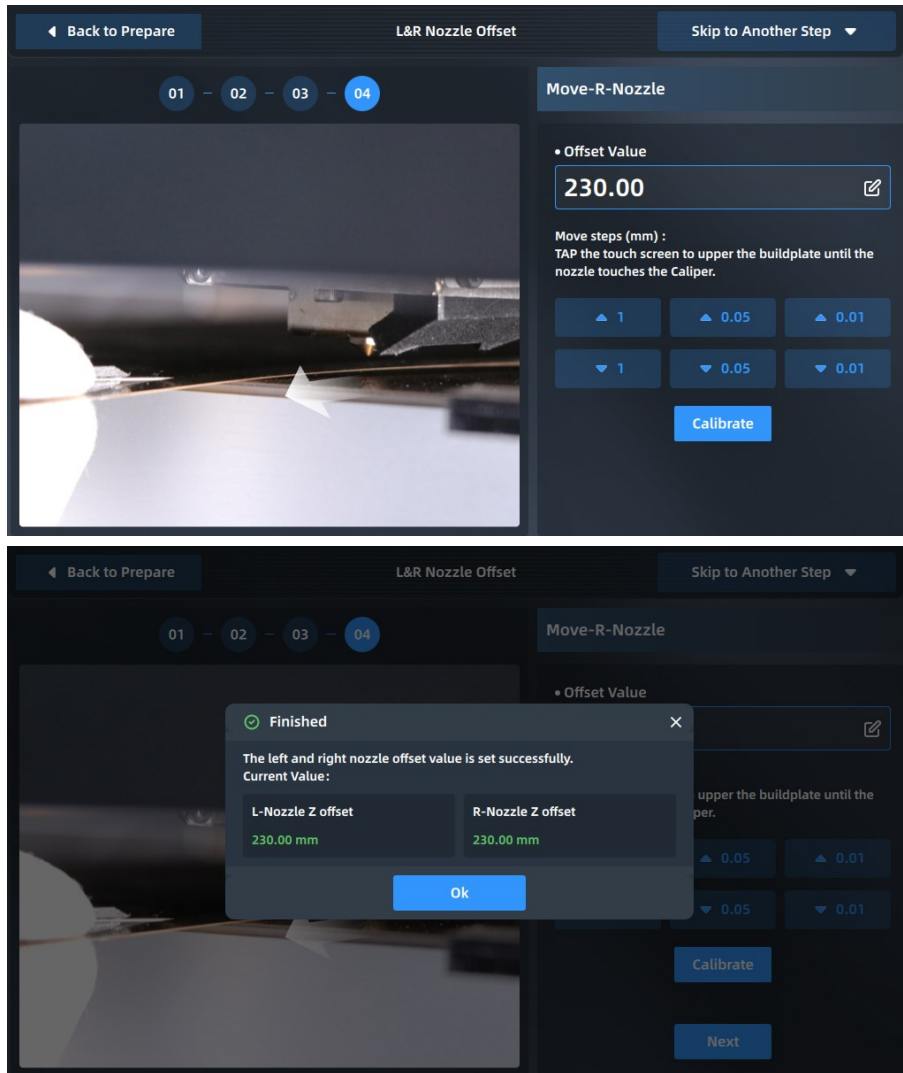 Back to Prepare
L&R Nozzle Offset
Skip to Another Step
01 - 02 - 03 - 04
Move-R-Nozzle
• Offset Value
230.00
Move steps (mm) :
TAP the touch screen to upper the buildplate until the
nozzle touches the Caliper.
1
0.05
0.01
1
0.05
0.01
Calibrate
Back to Prepare
L&R Nozzle Offset
Skip to Another Step
01 - 02 - 03 - 04
Move-R-Nozzle
• Offset Value
Finished
The left and right nozzle offset value is set successfully.
Current Value:
L-Nozzle Z offset
230.00 mm
R-Nozzle Z offset
230.00 mm
Ok
upper the buildplate until the
per.
0.05
0.01
0.05
0.01
Calibrate
Next